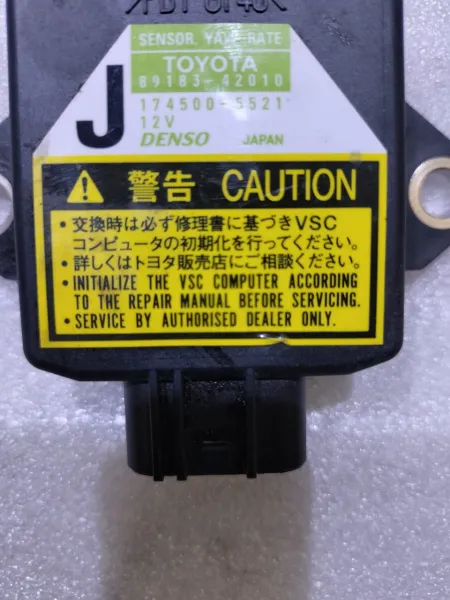 SENSOR, YAW RATE
TOYOTA
89183-42010
174500-5521
12V
J
DENSO JAPAN
警告 CAUTION
・交換時は必ず修理書に基づきVSC
コンピュータの初期化を行ってください。
・詳しくはトヨタ販売店にご相談ください。
・INITIALIZE THE VSC COMPUTER ACCORDING
TO THE REPAIR MANUAL BEFORE SERVICING.
・SERVICE BY AUTHORISED DEALER ONLY.